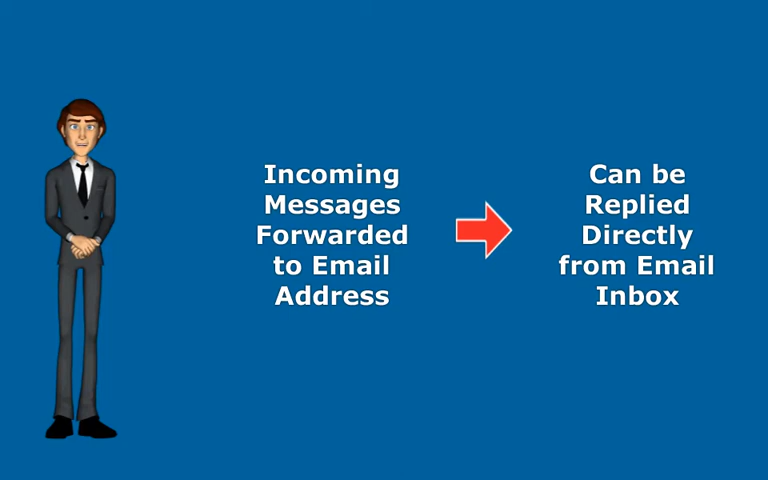 Incoming
Messages
Forwarded
to Email
Address
Can be
Replied
Directly
from Email
Inbox